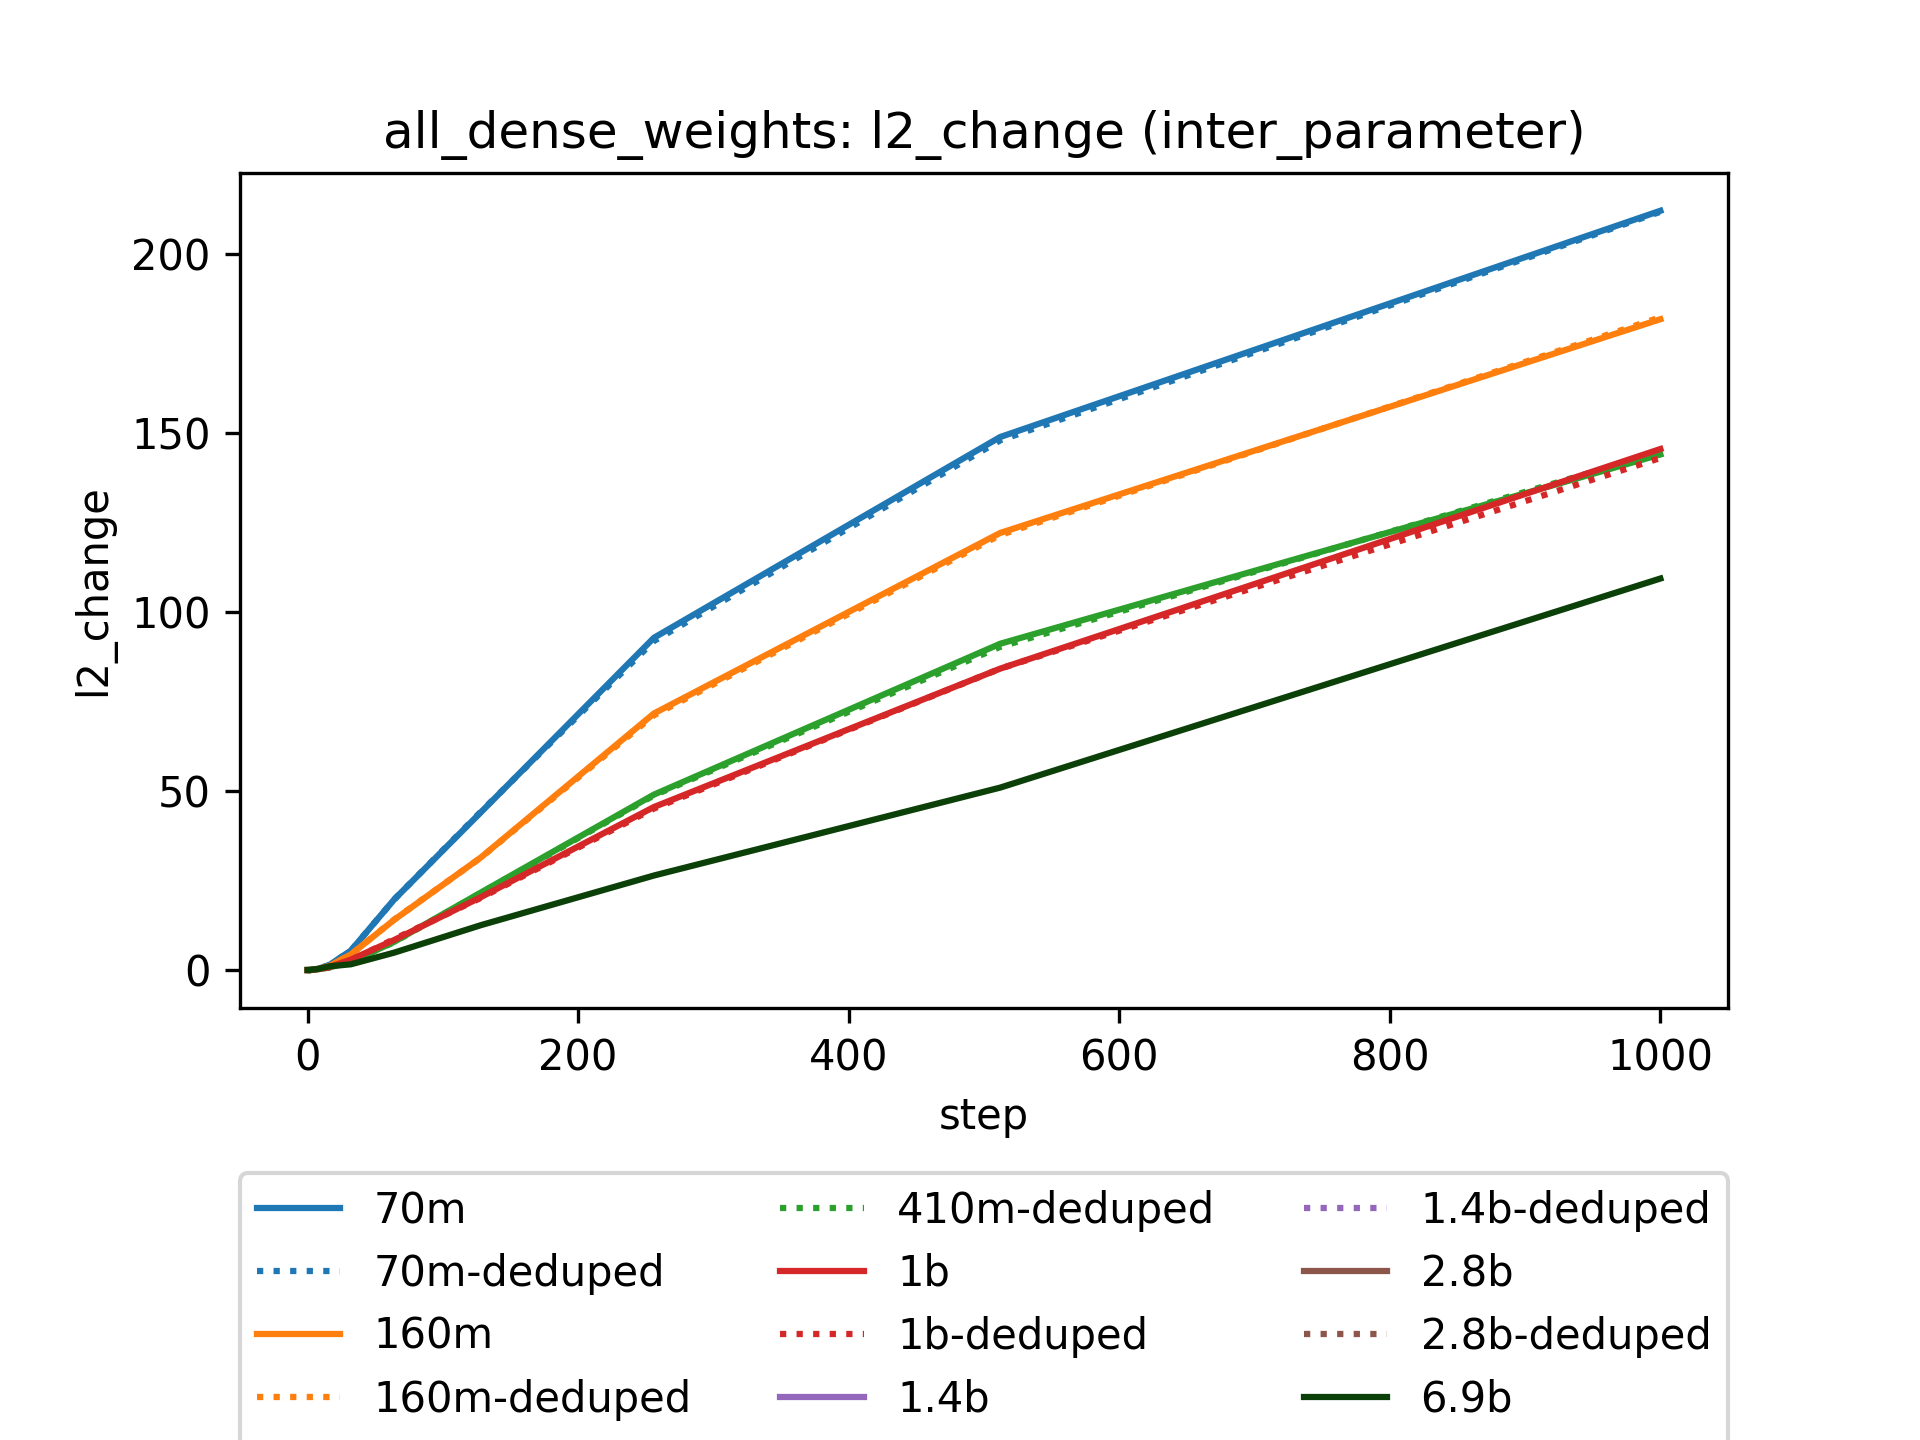 all_dense_weights: l2_change (inter_parameter)
l2_change
200
150
100
50
0
0 200 400 600 800 1000
step
70m
70m-deduped
160m
160m-deduped
410m-deduped
1b
1b-deduped
1.4b
1.4b-deduped
2.8b
2.8b-deduped
6.9b